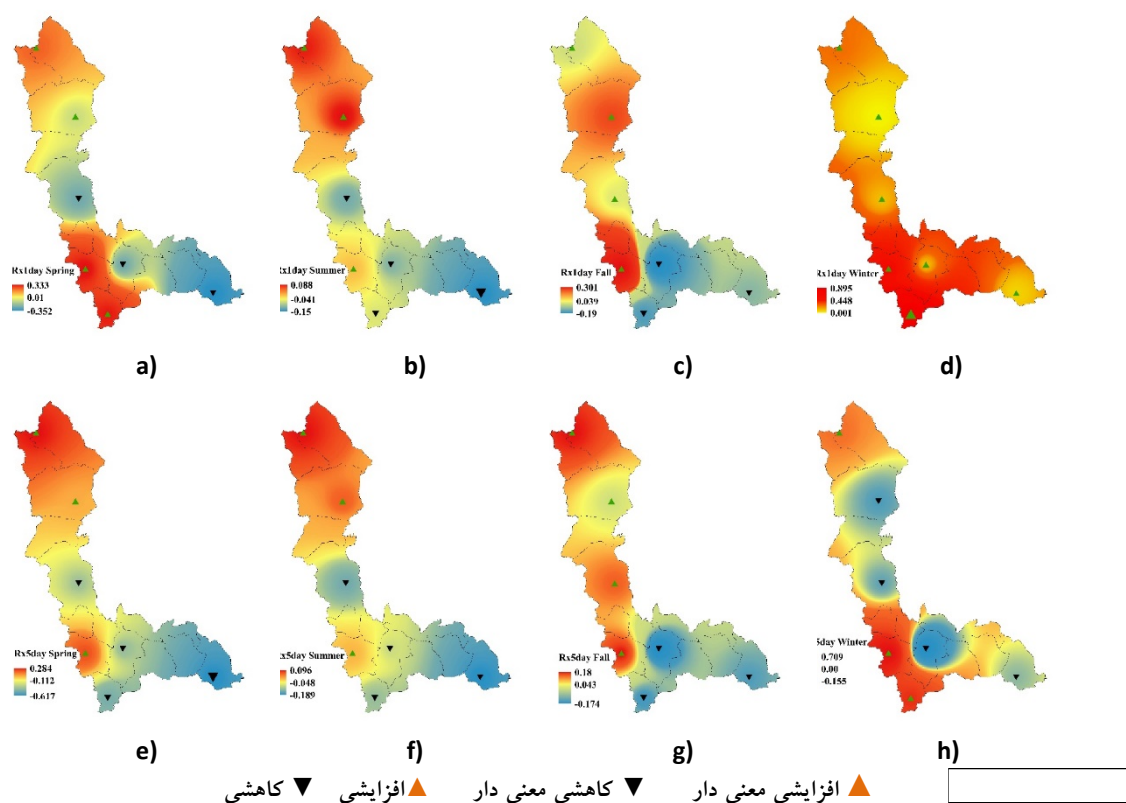 Rx1day Spring
0.333
0.01
-0.352
Rx1day Summer
0.088
-0.041
-0.15
Rx1day Fall
0.301
0.039
-0.19
Rx1day Winter
0.895
0.448
0.001
a)
b)
c)
d)
Rx5day Spring
0.284
-0.112
-0.617
Rx5day Summer
0.096
-0.048
-0.189
Rx5day Fall
0.18
0.043
-0.174
5day Winter
0.709
0.00
-0.155
e)
f)
g)
h)
▲ افزایشی معنی دار ▼ کاهشی معنی دار ▲ افزایشی ▼ کاهشی